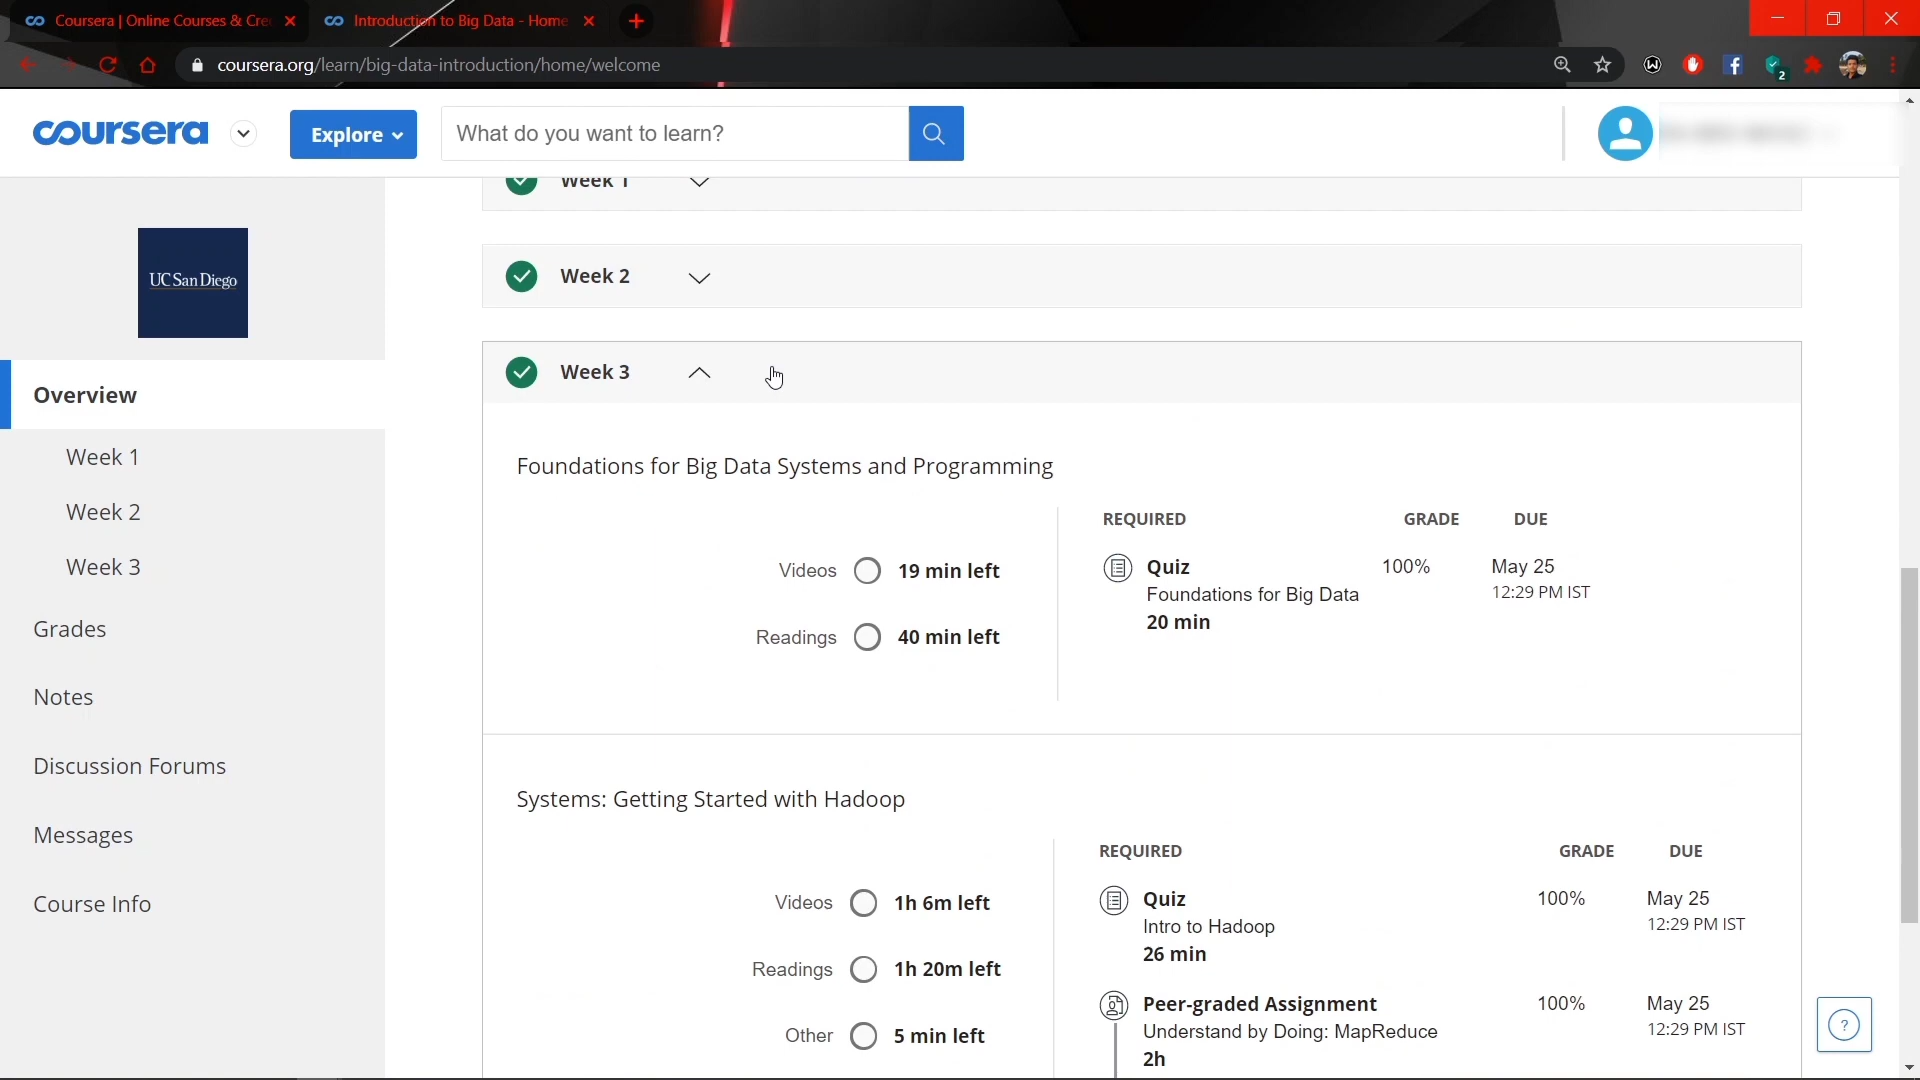 Coursera | Online Courses & Cre
Introduction to Big Data - Home
coursera.org/learn/big-data-introduction/home/welcome
2
coursera
Explore
What do you want to learn?
UC San Diego
Overview
Week 1
Week 2
Week 3
Grades
Notes
Discussion Forums
Messages
Course Info
Week 1
Week 2
Week 3
Foundations for Big Data Systems and Programming
REQUIRED GRADE DUE
Videos 19 min left
Readings 40 min left
Quiz 100% May 25
Foundations for Big Data 12:29 PM IST
20 min
Systems: Getting Started with Hadoop
REQUIRED GRADE DUE
Videos 1h 6m left
Readings 1h 20m left
Other 5 min left
Quiz 100% May 25
Intro to Hadoop 12:29 PM IST
26 min
Peer-graded Assignment 100% May 25
Understand by Doing: MapReduce 12:29 PM IST
2h
?